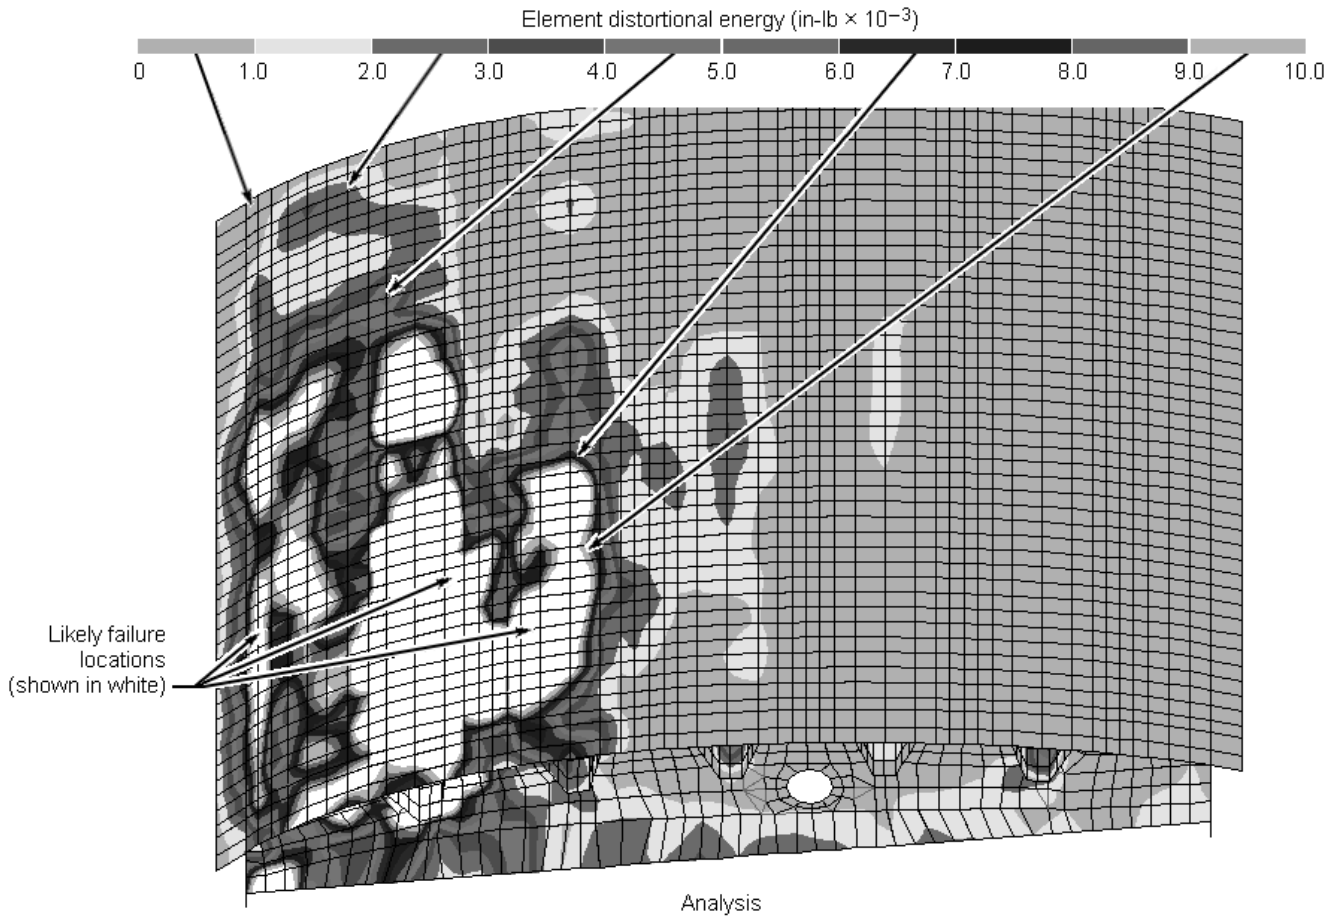 Element distortional energy (in-lb × 10−3)
0 1.0 2.0 3.0 4.0 5.0 6.0 7.0 8.0 9.0 10.0
Likely failure
locations
(shown in white)
Analysis